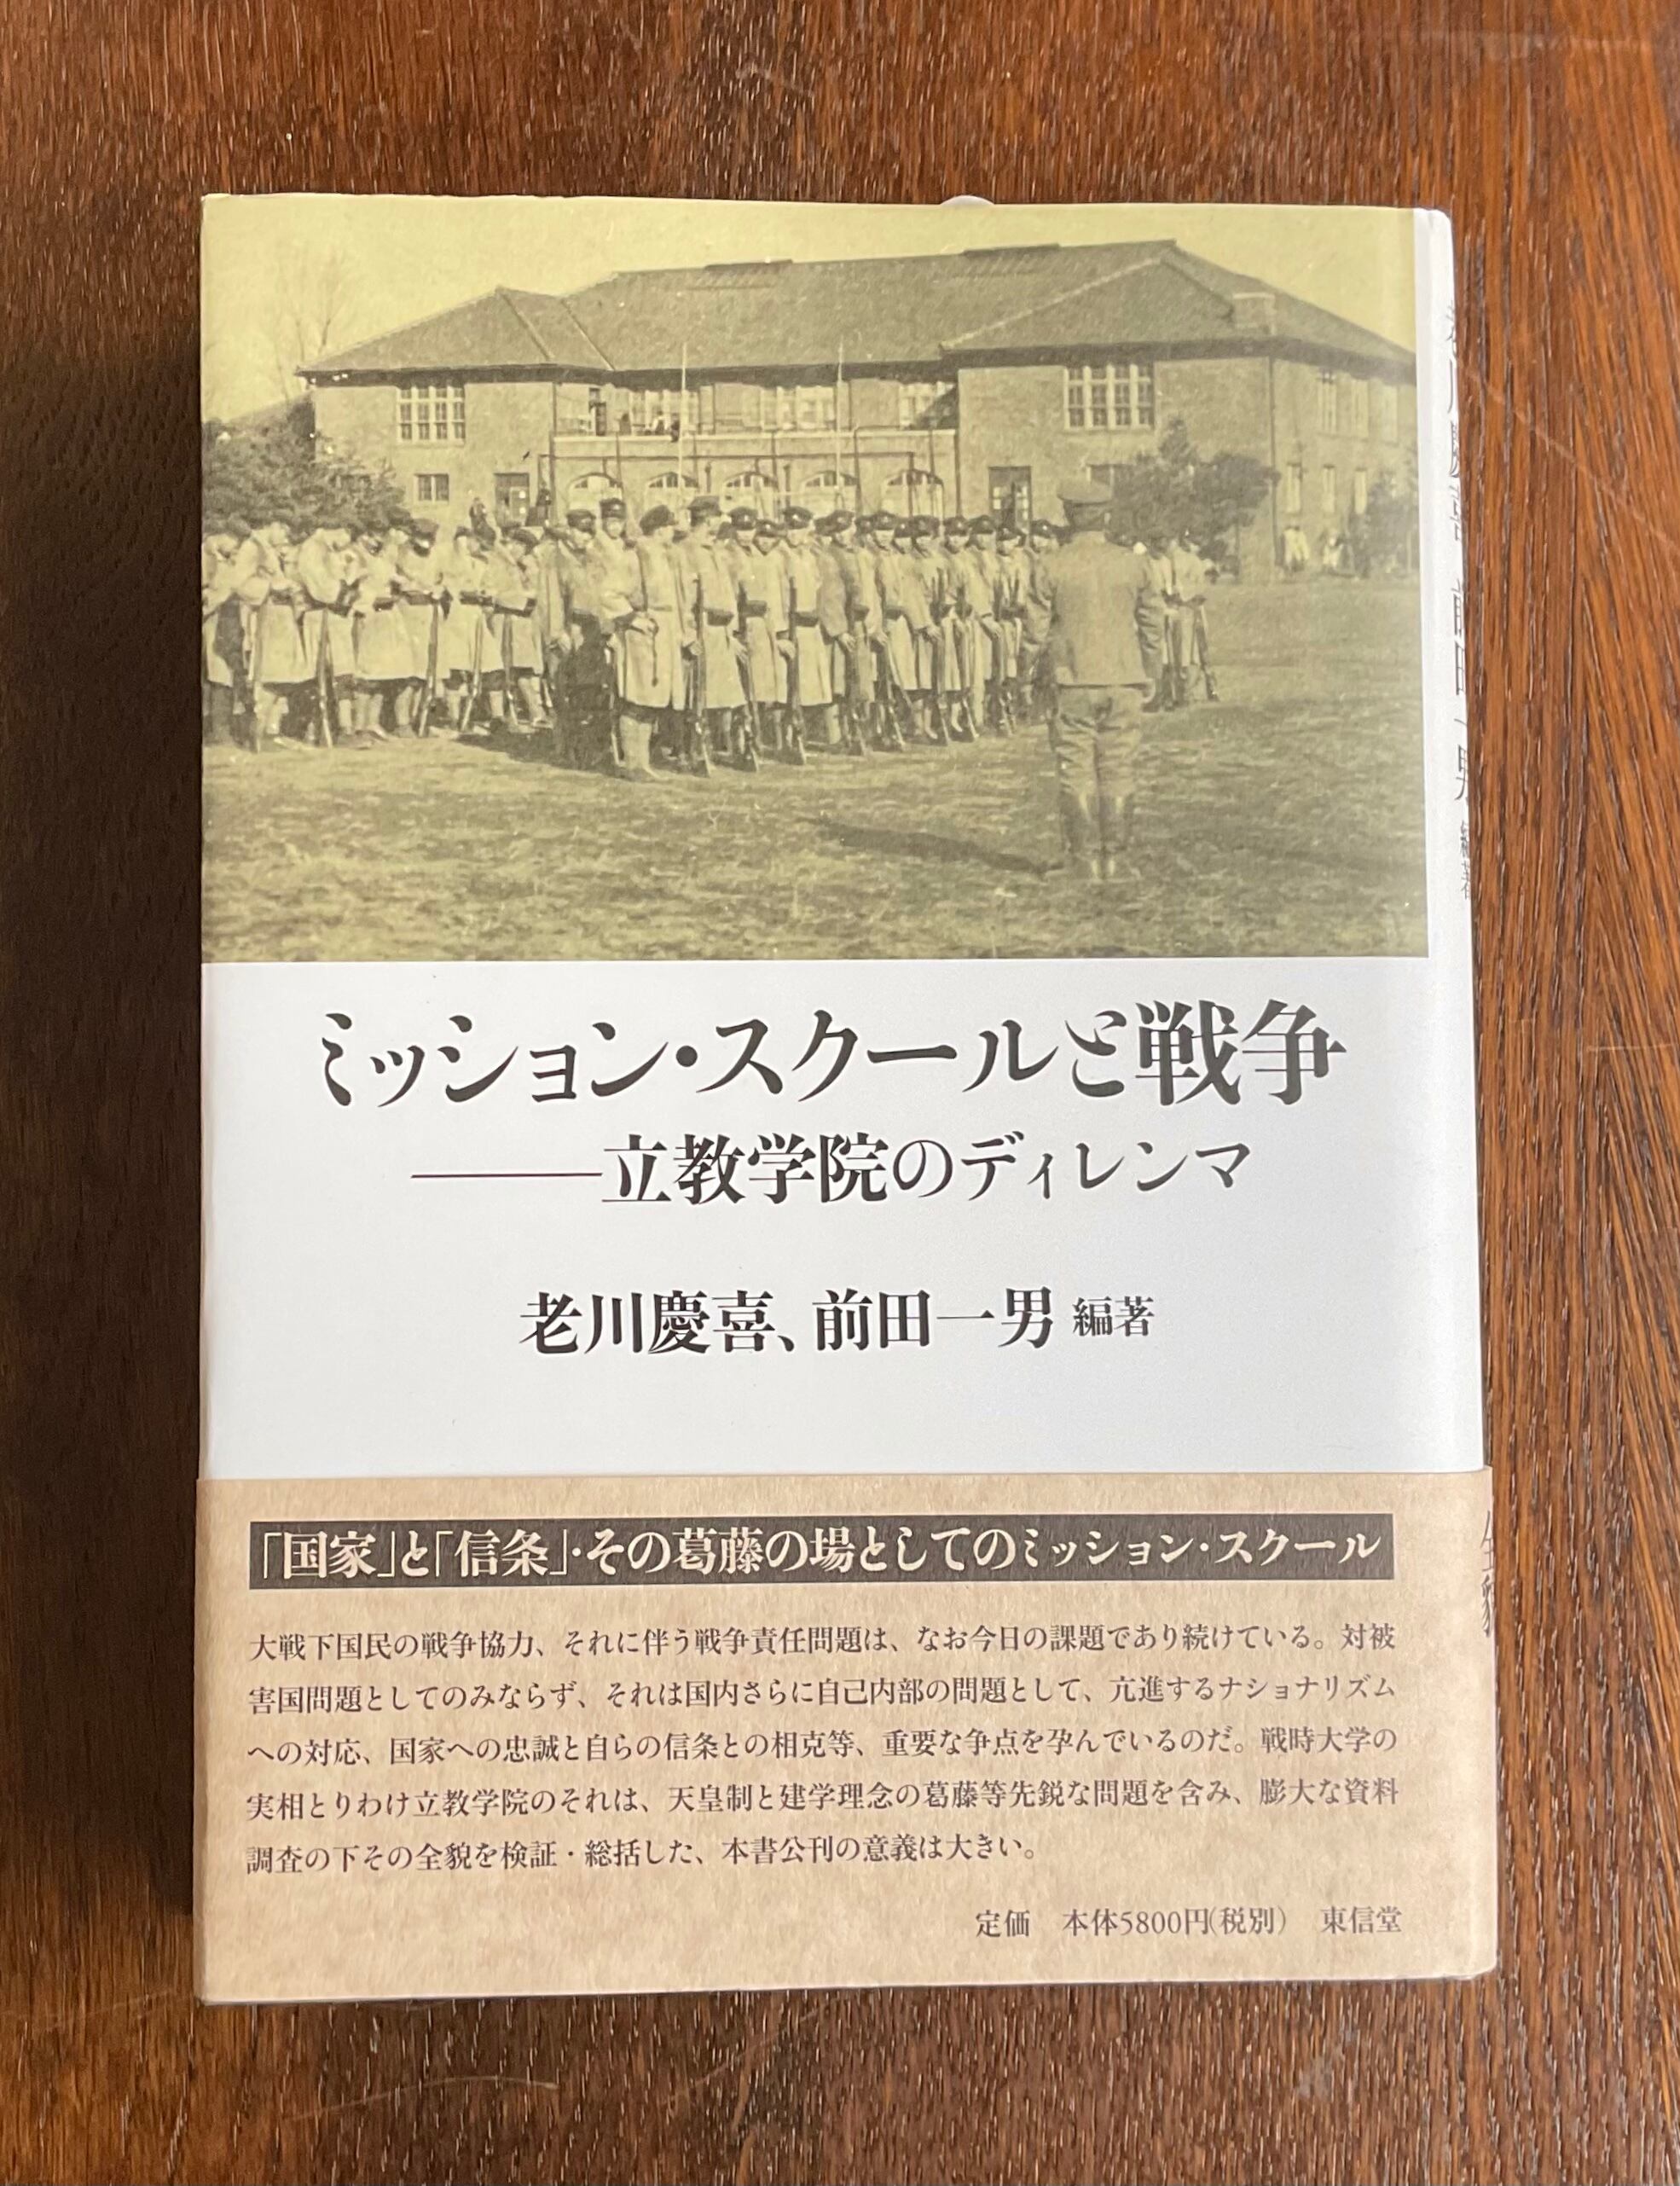 ミッション・スクールと戦争
――立教学院のディレンマ
老川慶喜、前田一男 編著
「国家」と「信条」・その葛藤の場としてのミッション・スクール
大戦下国民の戦争協力、それに伴う戦争責任問題は、なお今日の課題であり続けている。対被
害国問題としてのみならず、それは国内さらに自己内部の問題として、亢進するナショナリズム
への対応、国家への忠誠と自らの信条との相克等、重要な争点を孕んでいるのだ。戦時大学の
実相とりわけ立教学院のそれは、天皇制と建学理念の葛藤等先鋭な問題を含み、膨大な資料
調査の下その全貌を検証・総括した、本書公刊の意義は大きい。
定価　本体5800円(税別)　東信堂